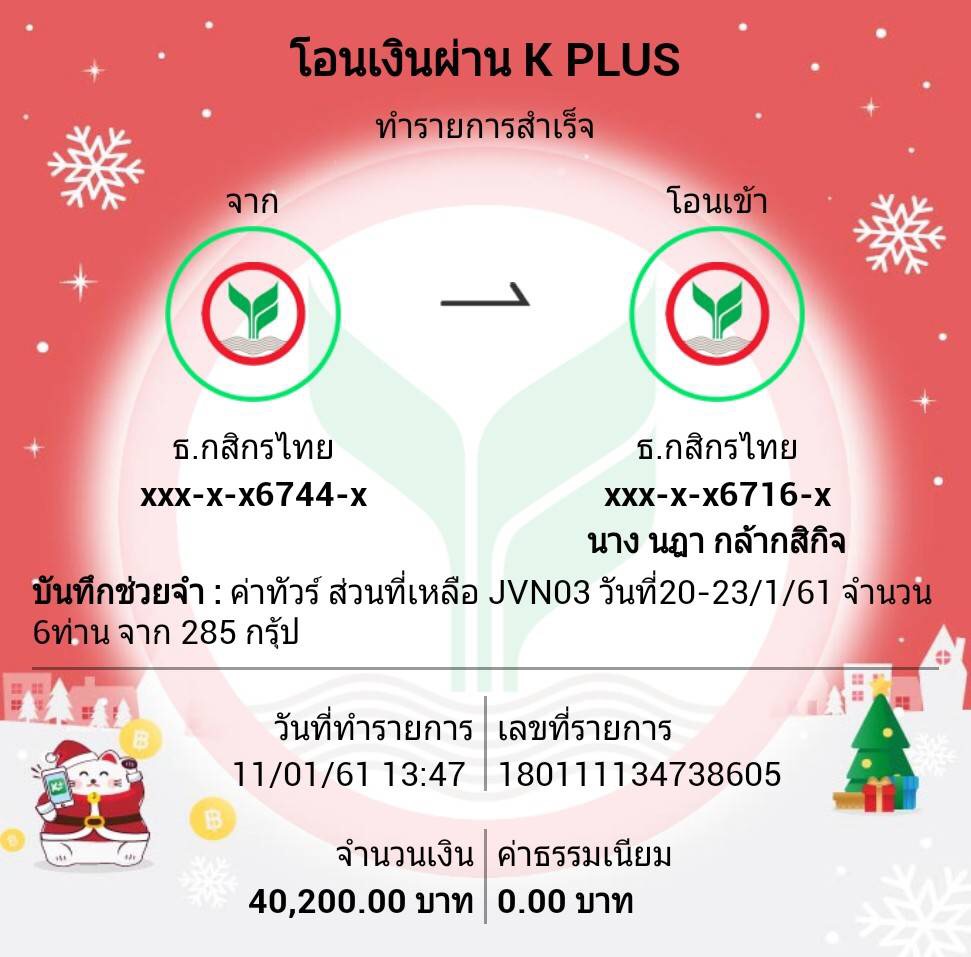 โอนเงินผ่าน K PLUS
ทำรายการสำเร็จ
จาก
โอนเข้า
ธ.กสิกรไทย
xxx-x-x6744-x
ธ.กสิกรไทย
xxx-x-x6716-x
นาง นฎา กล้ากสิกิจ
บันทึกช่วยจำ : ค่าทัวร์ ส่วนที่เหลือ JVN03 วันที่20-23/1/61 จำนวน
6ท่าน จาก 285 กรุ้ป
วันที่ทำรายการ
11/01/61 13:47
เลขที่รายการ
180111134738605
จำนวนเงิน
40,200.00 บาท
ค่าธรรมเนียม
0.00 บาท